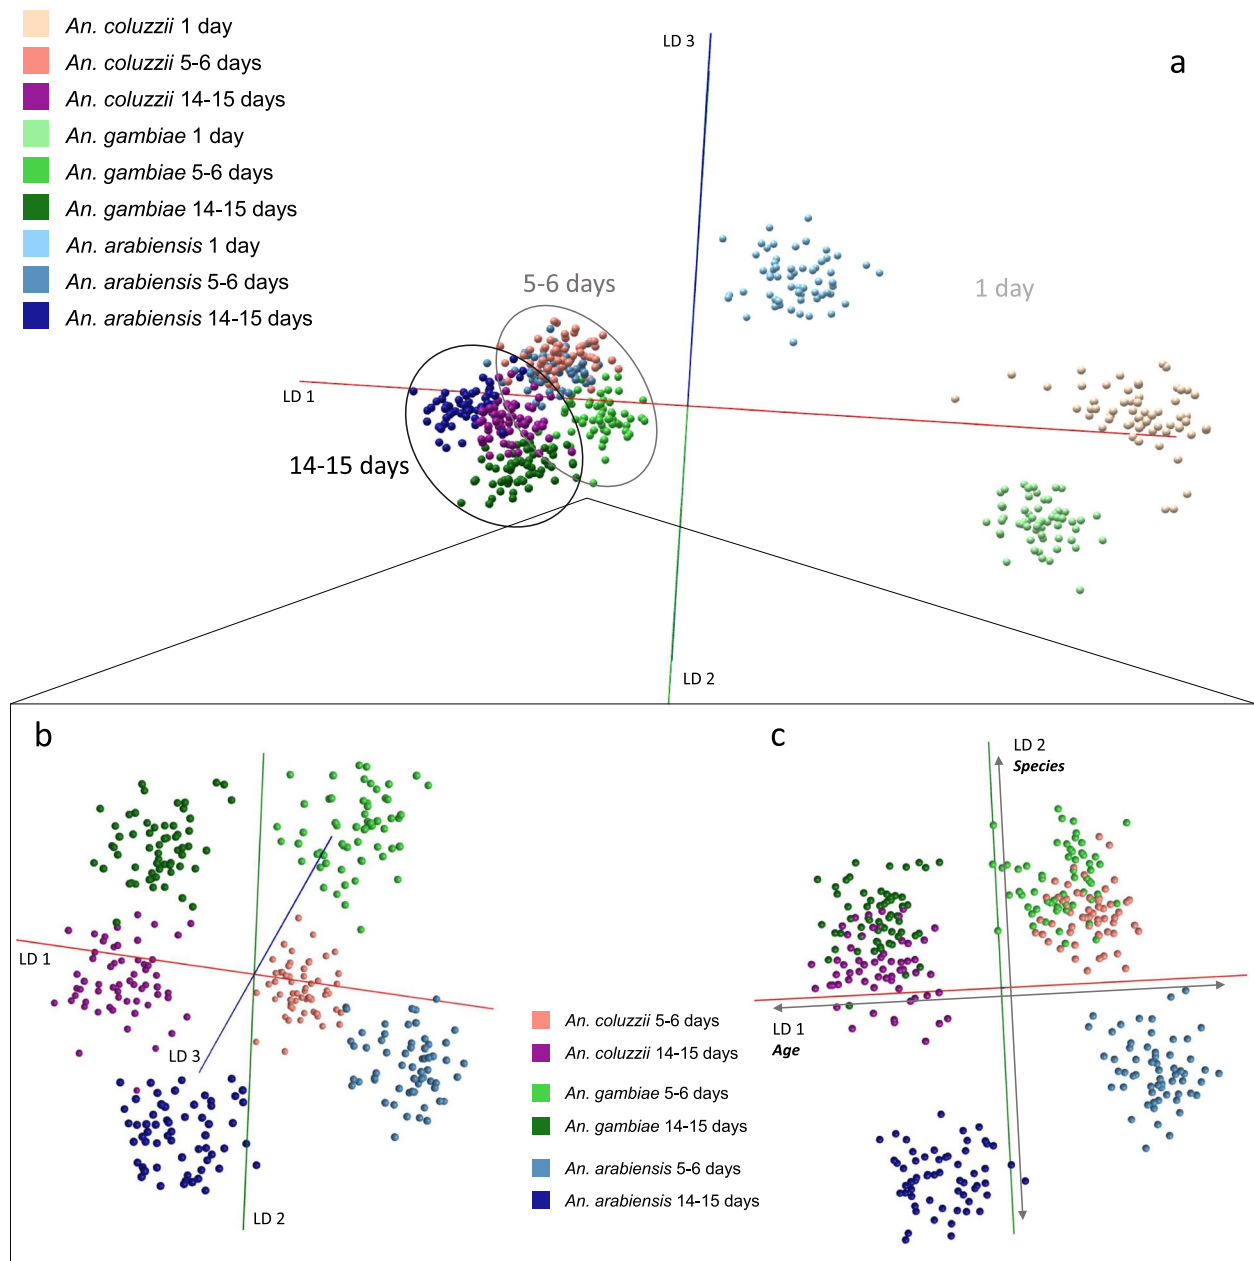 An. coluzzii 1 day
An. coluzzii 5-6 days
An. coluzzii 14-15 days
An. gambiae 1 day
An. gambiae 5-6 days
An. gambiae 14-15 days
An. arabiensis 1 day
An. arabiensis 5-6 days
An. arabiensis 14-15 days
LD 3
a
5-6 days
1 day
LD 1
14-15 days
LD 2
b
LD 1
LD 3
LD 2
An. coluzzii 5-6 days
An. coluzzii 14-15 days
An. gambiae 5-6 days
An. gambiae 14-15 days
An. arabiensis 5-6 days
An. arabiensis 14-15 days
c
LD 2
Species
LD 1
Age